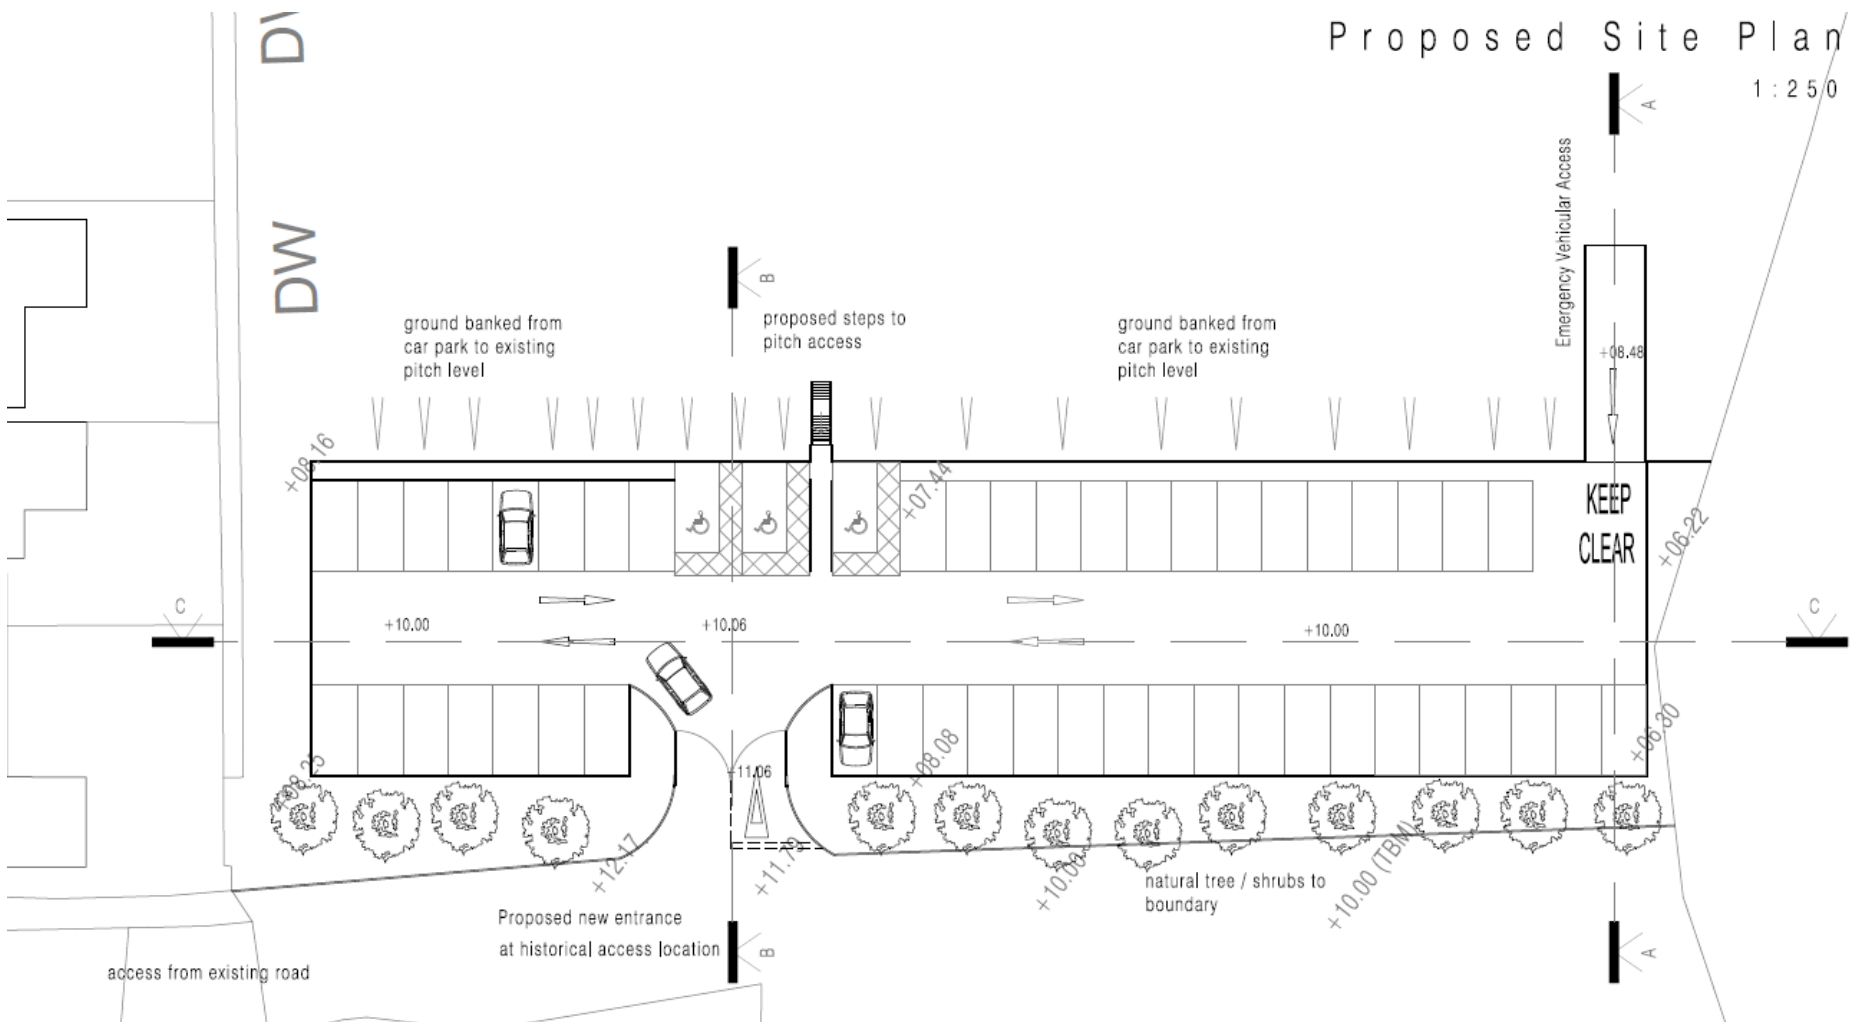 DW
Proposed Site Plan
1:250
A
Emergency Vehicular Access
DW
B
ground banked from
car park to existing
pitch level
proposed steps to
pitch access
ground banked from
car park to existing
pitch level
+08.48
+08.16
+07.44
KEEP
CLEAR
+06.22
C
+10.00
+10.06
+10.00
C
+08.08
+06.30
+11.06
+12.17
+11.79
+10.00
+10.00 (TBM)
natural tree / shrubs to
boundary
Proposed new entrance
at historical access location
B
A
access from existing road